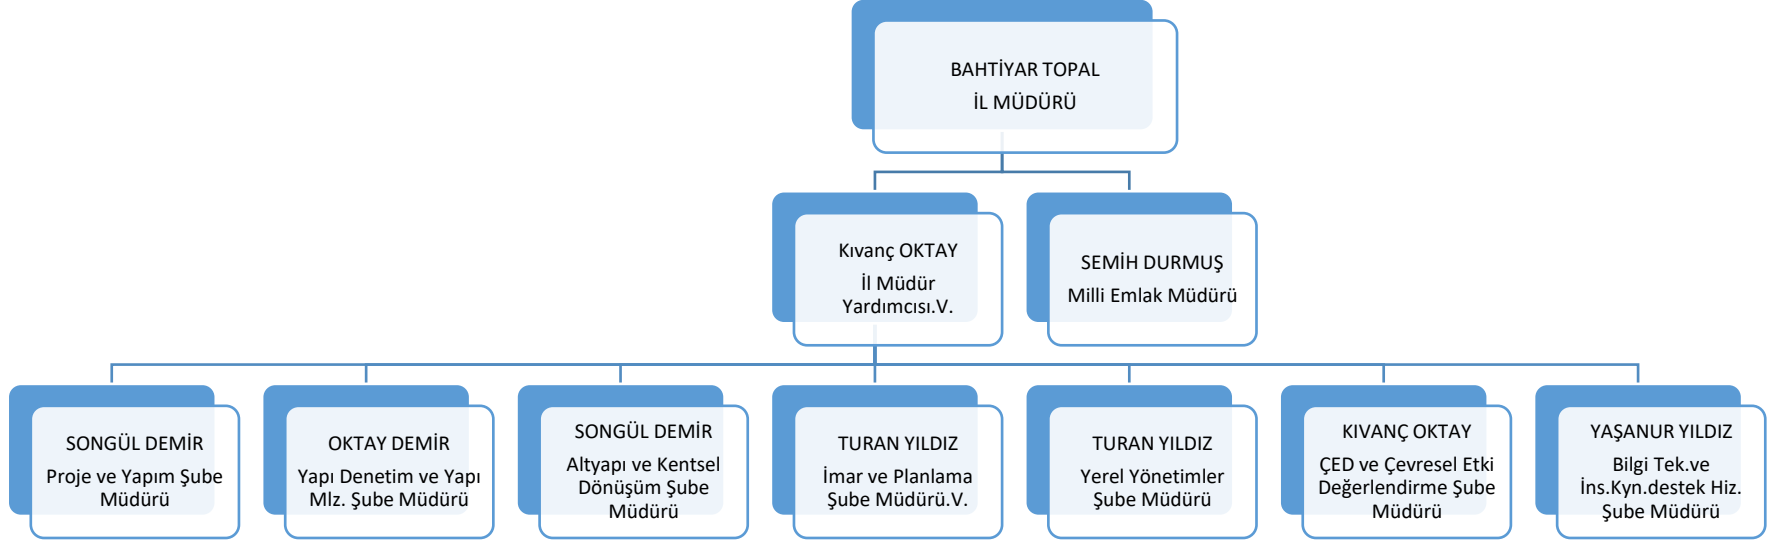 BAHTİYAR TOPAL
İL MÜDÜRÜ
Kıvanç OKTAY
İl Müdür
Yardımcısı.V.
SEMİH DURMUŞ
Milli Emlak Müdürü
SONGÜL DEMİR
Proje ve Yapım Şube
Müdürü
OKTAY DEMİR
Yapı Denetim ve Yapı
Mlz. Şube Müdürü
SONGÜL DEMİR
Altyapı ve Kentsel
Dönüşüm Şube
Müdürü
TURAN YILDIZ
İmar ve Planlama
Şube Müdürü.V.
TURAN YILDIZ
Yerel Yönetimler
Şube Müdürü
KIVANÇ OKTAY
ÇED ve Çevresel Etki
Değerlendirme Şube
Müdürü
YAŞANUR YILDIZ
Bilgi Tek.ve
İns.Kyn.destek Hiz.
Şube Müdürü